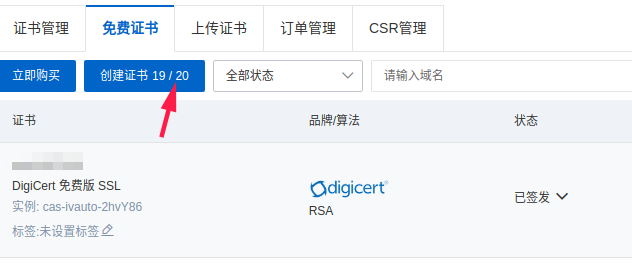 证书管理 免费证书 上传证书 订单管理 CSR管理
立即购买 创建证书 19 / 20 全部状态 请输入域名
证书 品牌/算法 状态
DigiCert 免费版 SSL
实例: cas-ivauto-2hvY86
标签:未设置标签
digicert
RSA
已签发